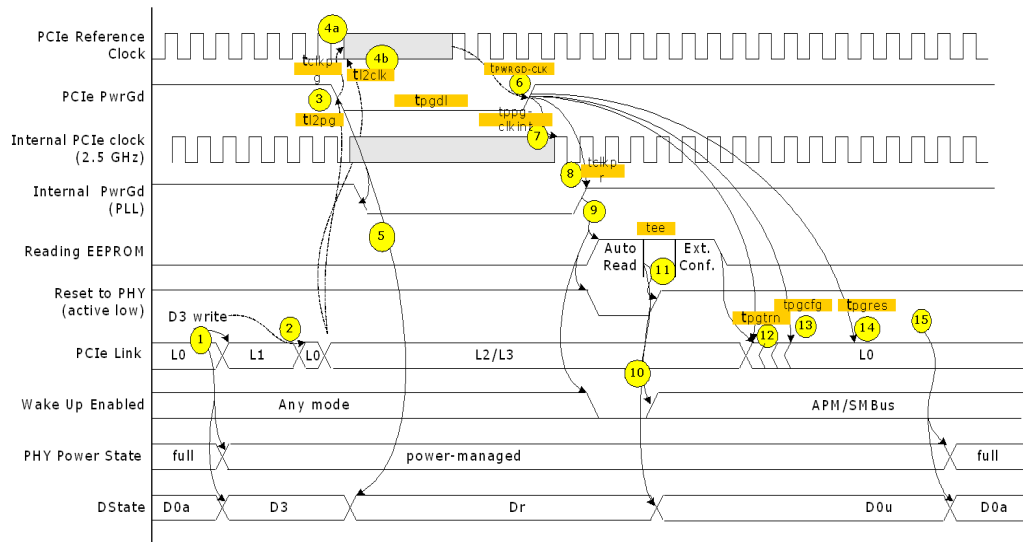 PCIe Reference
Clock
4a
4b
tclkp
g
tl2clk
tPWRGD-CLK
6
PCIe PwrGd
3
tpgdl
tl2pg
tppg-
clkint
Internal PCIe clock
(2.5 GHz)
7
8
tclkp
r
Internal PwrGd
(PLL)
9
5
tee
Reading EEPROM
Auto
Read
Ext.
Conf.
11
Reset to PHY
(active low)
D3 write
tpgcfg
tpgres
tpgtrn
1
2
12
13
14
15
PCIe Link
L0
L1
L0
L2/L3
L0
10
Wake Up Enabled
Any mode
APM/SMBus
PHY Power State
full
power-managed
full
DState
D0a
D3
Dr
D0u
D0a